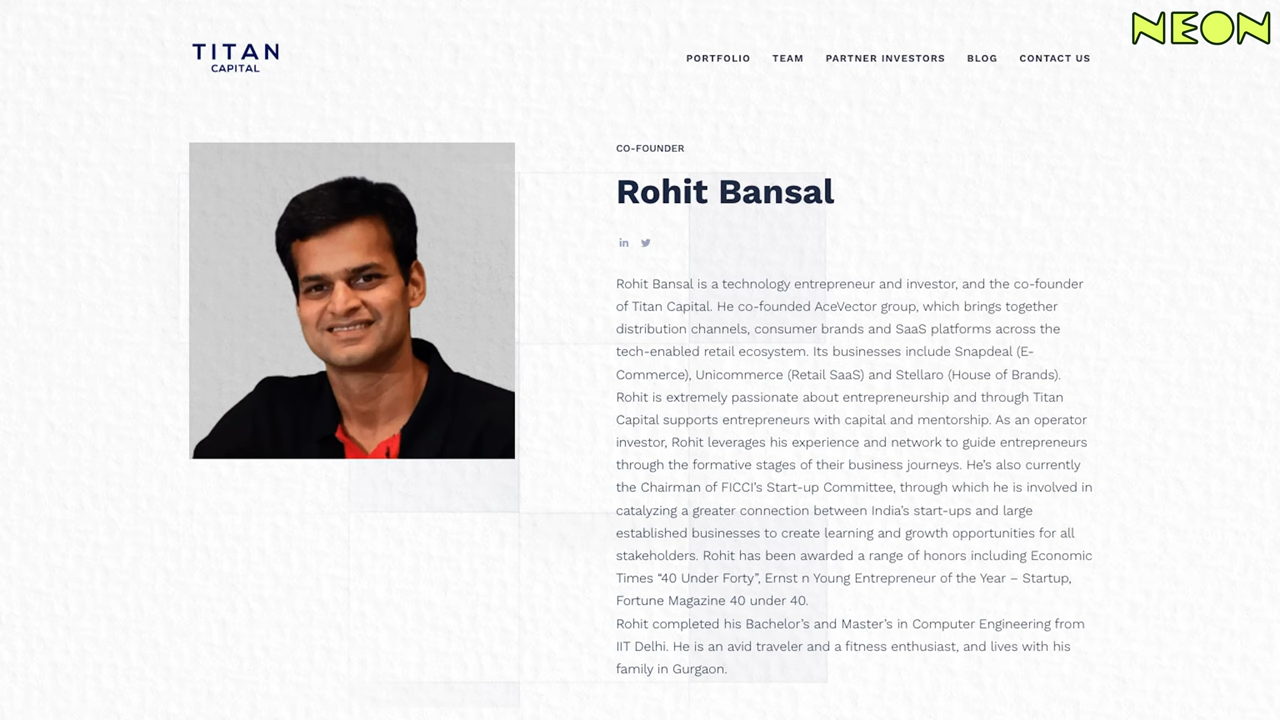 NEON
TITAN
CAPITAL
PORTFOLIO TEAM PARTNER INVESTORS BLOG CONTACT US
CO-FOUNDER
Rohit Bansal
in
Rohit Bansal is a technology entrepreneur and investor, and the co-founder
of Titan Capital. He co-founded AceVector group, which brings together
distribution channels, consumer brands and SaaS platforms across the
tech-enabled retail ecosystem. Its businesses include Snapdeal (E-
Commerce), Unicommerce (Retail SaaS) and Stellaro (House of Brands).
Rohit is extremely passionate about entrepreneurship and through Titan
Capital supports entrepreneurs with capital and mentorship. As an operator
investor, Rohit leverages his experience and network to guide entrepreneurs
through the formative stages of their business journeys. He’s also currently
the Chairman of FICCI’s Start-up Committee, through which he is involved in
catalyzing a greater connection between India’s start-ups and large
established businesses to create learning and growth opportunities for all
stakeholders. Rohit has been awarded a range of honors including Economic
Times “40 Under Forty”, Ernst n Young Entrepreneur of the Year – Startup,
Fortune Magazine 40 under 40.
Rohit completed his Bachelor’s and Master’s in Computer Engineering from
IIT Delhi. He is an avid traveler and a fitness enthusiast, and lives with his
family in Gurgaon.